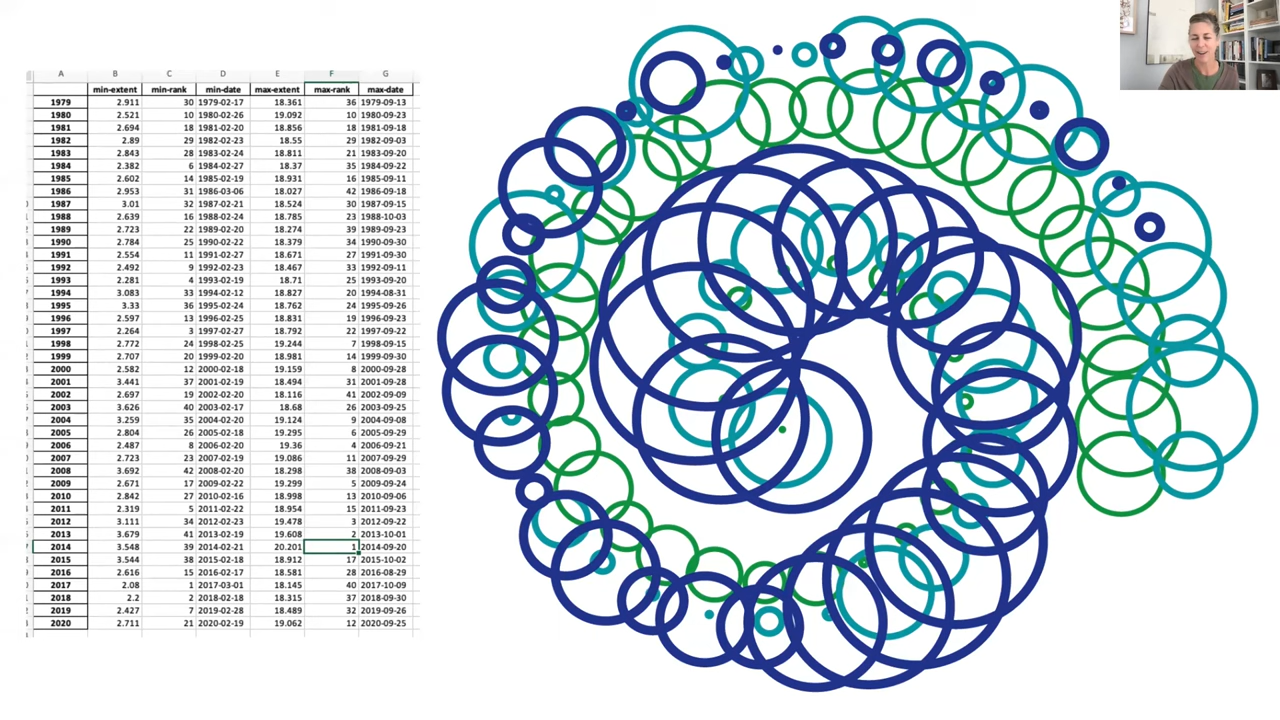 A B C D E F G
min-extent min-rank min-date max-extent max-rank max-date
1979 2.911 30 1979-02-17 18.361 36 1979-09-13
1980 2.521 10 1980-02-26 19.092 10 1980-09-23
1981 2.694 18 1981-02-20 18.856 18 1981-09-18
1982 2.89 29 1982-02-23 18.55 29 1982-09-03
1983 2.843 28 1983-02-24 18.811 21 1983-09-20
1984 2.382 6 1984-02-27 18.37 35 1984-09-22
1985 2.602 14 1985-02-19 18.931 16 1985-09-11
1986 2.953 31 1986-03-06 18.027 42 1986-09-18
1987 3.01 32 1987-02-21 18.524 30 1987-09-15
1988 2.639 16 1988-02-24 18.785 23 1988-10-03
1989 2.723 22 1989-02-20 18.274 39 1989-09-23
1990 2.784 25 1990-02-22 18.379 34 1990-09-30
1991 2.554 11 1991-02-27 18.671 27 1991-09-30
1992 2.492 9 1992-02-23 18.467 33 1992-09-11
1993 2.281 4 1993-02-19 18.71 25 1993-09-20
1994 3.083 33 1994-02-12 18.827 20 1994-08-31
1995 3.33 36 1995-02-24 18.762 24 1995-09-26
1996 2.597 13 1996-02-25 18.831 19 1996-09-23
1997 2.264 3 1997-02-27 18.792 22 1997-09-22
1998 2.772 24 1998-02-25 19.244 7 1998-09-15
1999 2.707 20 1999-02-20 18.981 14 1999-09-30
2000 2.582 12 2000-02-18 19.159 8 2000-09-28
2001 3.441 37 2001-02-19 18.494 31 2001-09-28
2002 2.697 19 2002-02-20 18.116 41 2002-09-09
2003 3.626 40 2003-02-17 18.68 26 2003-09-25
2004 3.259 35 2004-02-20 19.124 9 2004-09-08
2005 2.804 26 2005-02-18 19.295 6 2005-09-29
2006 2.487 8 2006-02-20 19.36 4 2006-09-21
2007 2.723 23 2007-02-19 19.086 11 2007-09-29
2008 3.692 42 2008-02-20 18.298 38 2008-09-03
2009 2.671 17 2009-02-22 19.299 5 2009-09-24
2010 2.842 27 2010-02-16 18.998 13 2010-09-06
2011 2.319 5 2011-02-22 18.954 15 2011-09-23
2012 3.111 34 2012-02-23 19.478 3 2012-09-22
2013 3.679 41 2013-02-19 19.608 2 2013-10-01
2014 3.548 39 2014-02-21 20.201 1 2014-09-20
2015 3.544 38 2015-02-18 18.912 17 2015-10-02
2016 2.616 15 2016-02-17 18.581 28 2016-08-29
2017 2.08 1 2017-03-01 18.145 40 2017-10-09
2018 2.2 2 2018-02-18 18.315 37 2018-09-30
2019 2.427 7 2019-02-28 18.489 32 2019-09-26
2020 2.711 21 2020-02-19 19.062 12 2020-09-25